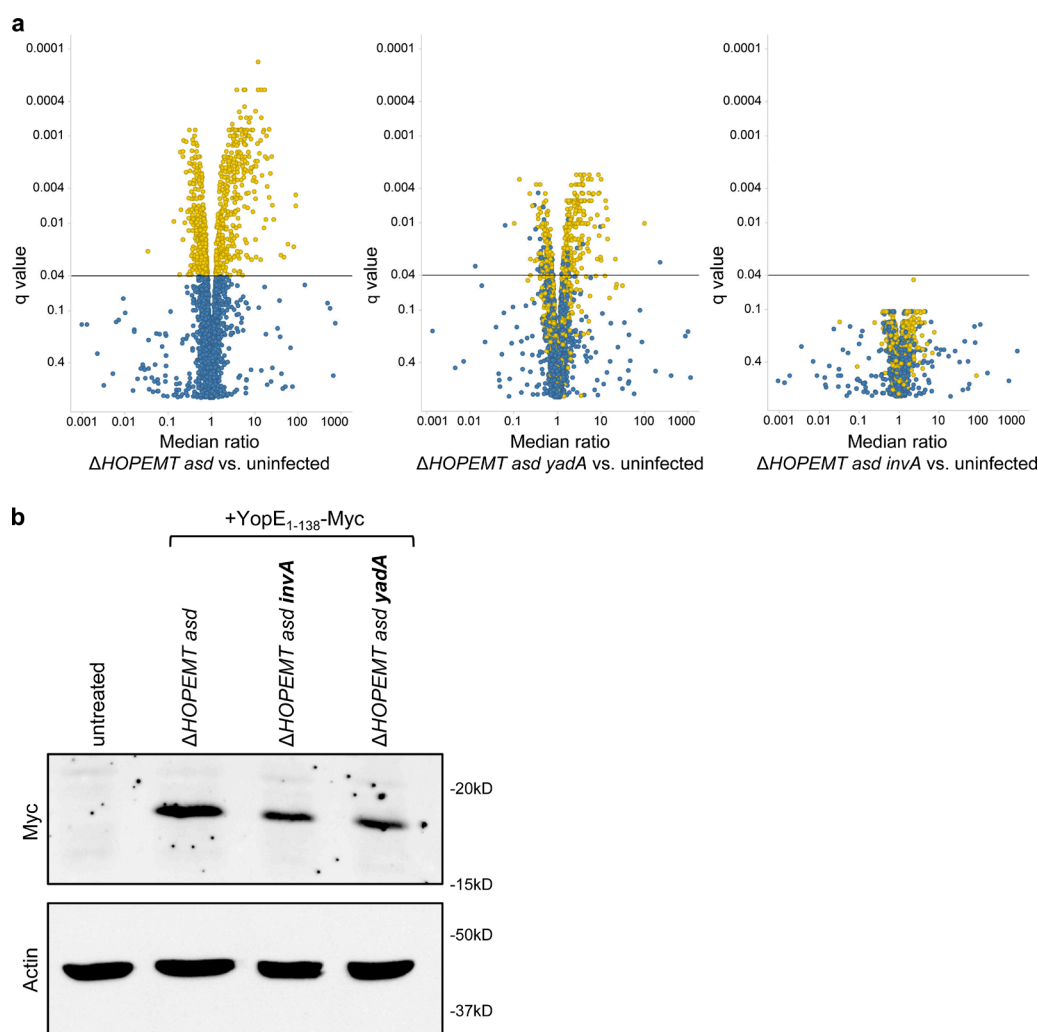 a
0.0001
0.0004
0.001
0.004
0.01
0.04
0.1
0.4
q value
0.001 0.01 0.1 1 10 100 1000
Median ratio
ΔHOPEMT asd vs. uninfected
0.0001
0.0004
0.001
0.004
0.01
0.04
0.1
0.4
q value
0.001 0.01 0.1 1 10 100 1000
Median ratio
ΔHOPEMT asd yadA vs. uninfected
0.0001
0.0004
0.001
0.004
0.01
0.04
0.1
0.4
q value
0.001 0.01 0.1 1 10 100 1000
Median ratio
ΔHOPEMT asd invA vs. uninfected
b
+YopE1-138-Myc
untreated
ΔHOPEMT asd
ΔHOPEMT asd invA
ΔHOPEMT asd yadA
Myc
-20kD
-15kD
Actin
-50kD
-37kD